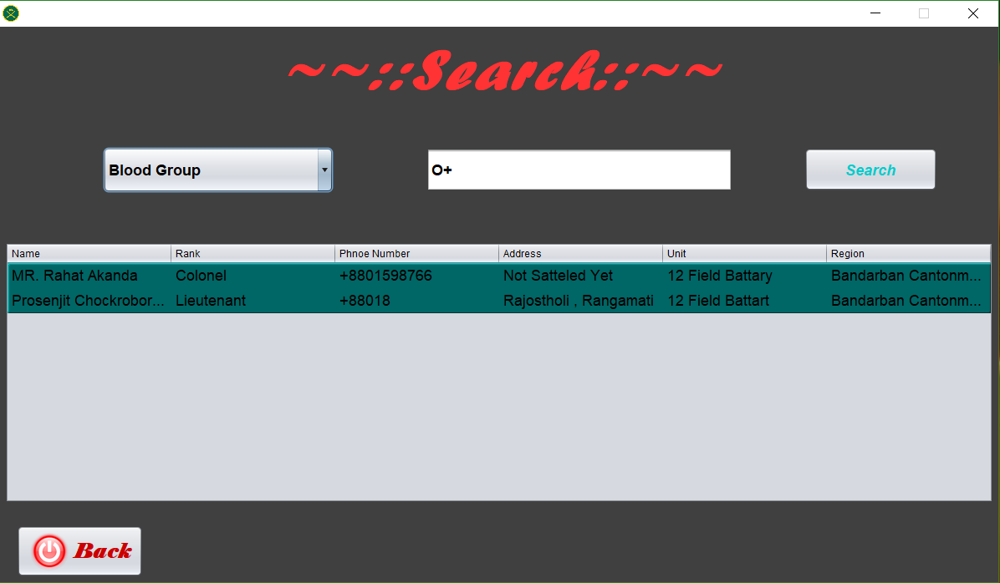 ~~::Search::~~
Blood Group O+ Search
Name Rank Phnoe Number Address Unit Region
MR. Rahat Akanda Colonel +8801598766 Not Satteled Yet 12 Field Battary Bandarban Cantonm...
Prosenjit Chockrobor... Lieutenant +88018 Rajostholi , Rangamati 12 Field Battart Bandarban Cantonm...
Back